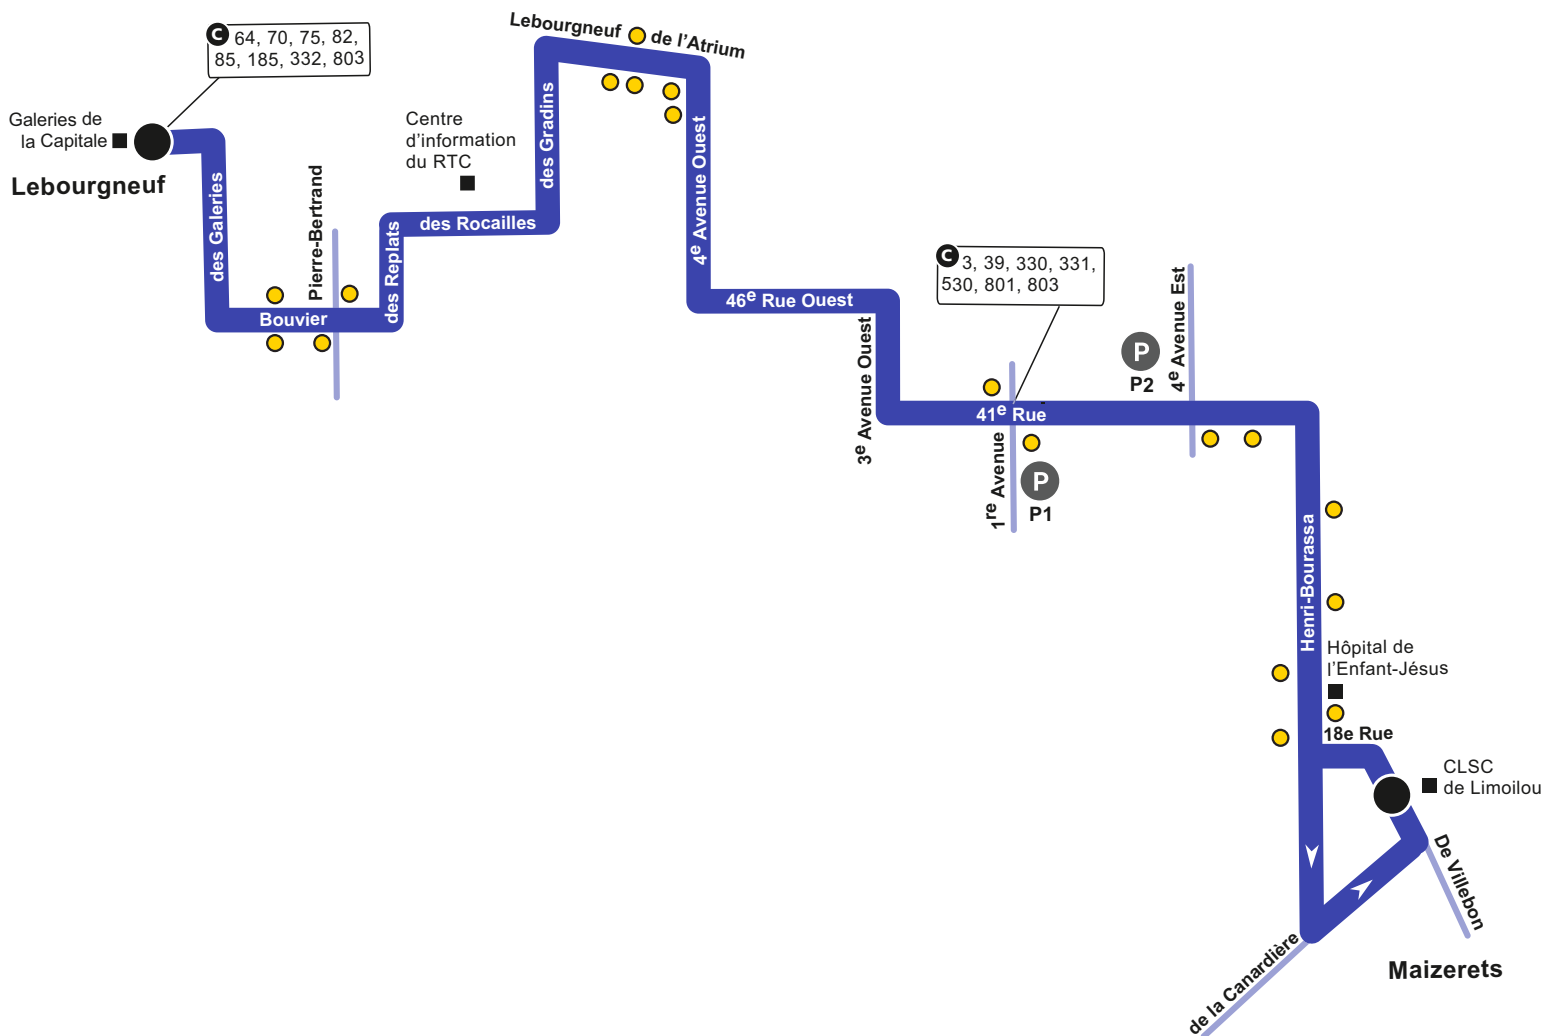 C 64, 70, 75, 82,
85, 185, 332, 803
Galeries de
la Capitale
Lebourgneuf
des Galeries
Bouvier
Pierre-Bertrand
des Replats
Centre
d'information
du RTC
des Rocailles
des Gradins
Lebourgneuf
de l'Atrium
4e Avenue Ouest
46e Rue Ouest
3e Avenue Ouest
C 3, 39, 330, 331,
530, 801, 803
41e Rue
1re Avenue
P
P1
P
P2
4e Avenue Est
Henri-Bourassa
Hôpital de
l'Enfant-Jésus
18e Rue
CLSC
de Limoilou
De Villebon
de la Canardière
Maizerets